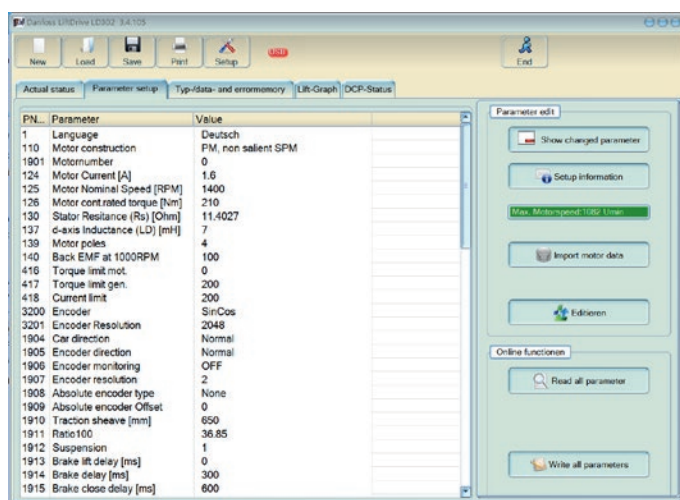 Danfoss LiftDrive LD302 3.4.105
New Load Save Print Setup USB End
Actual status Parameter setup Typ-/data- and errormemory Lift-Graph DCP-Status
PN... Parameter Value
1 Language Deutsch
110 Motor construction PM, non salient SPM
1901 Motornumber 0
124 Motor Current [A] 1.6
125 Motor Nominal Speed [RPM] 1400
126 Motor cont.rated torque [Nm] 210
130 Stator Resitance (Rs) [Ohm] 11.4027
137 d-axis Inductance (LD) [mH] 7
139 Motor poles 4
140 Back EMF at 1000RPM 100
416 Torque limit mot. 0
417 Torque limit gen. 200
418 Current limit 200
3200 Encoder SinCos
3201 Encoder Resolution 2048
1904 Car direction Normal
1905 Encoder direction Normal
1906 Encoder monitoring OFF
1907 Encoder resolution 2
1908 Absolute encoder type None
1909 Absolute encoder Offset 0
1910 Traction sheave [mm] 650
1911 Ratio100 36.85
1912 Suspension 1
1913 Brake lift delay [ms] 0
1914 Brake delay [ms] 300
1915 Brake close delay [ms] 600
Parameter edit
Show changed parameter
Setup information
Max. Motorspeed:1082 U/min
Import motor data
Editieren
Online functionen
Read all parameter
Write all parameters